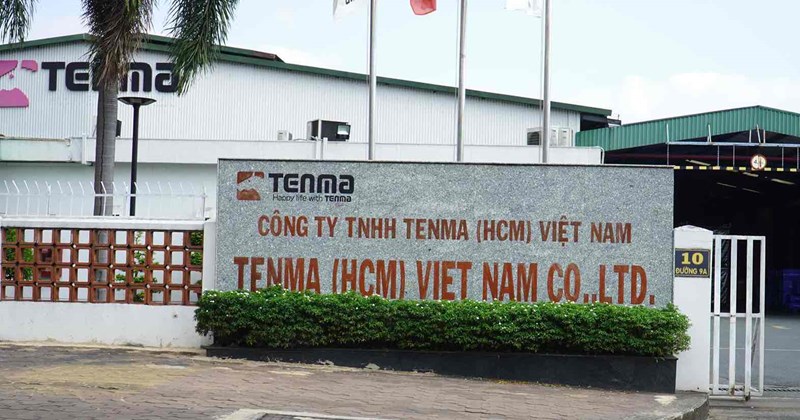 TENMA
TENMA
Happy life with TENMA
CÔNG TY TNHH TENMA (HCM) VIỆT NAM
TENMA (HCM) VIET NAM CO.,LTD.
10
ĐƯỜNG 9A